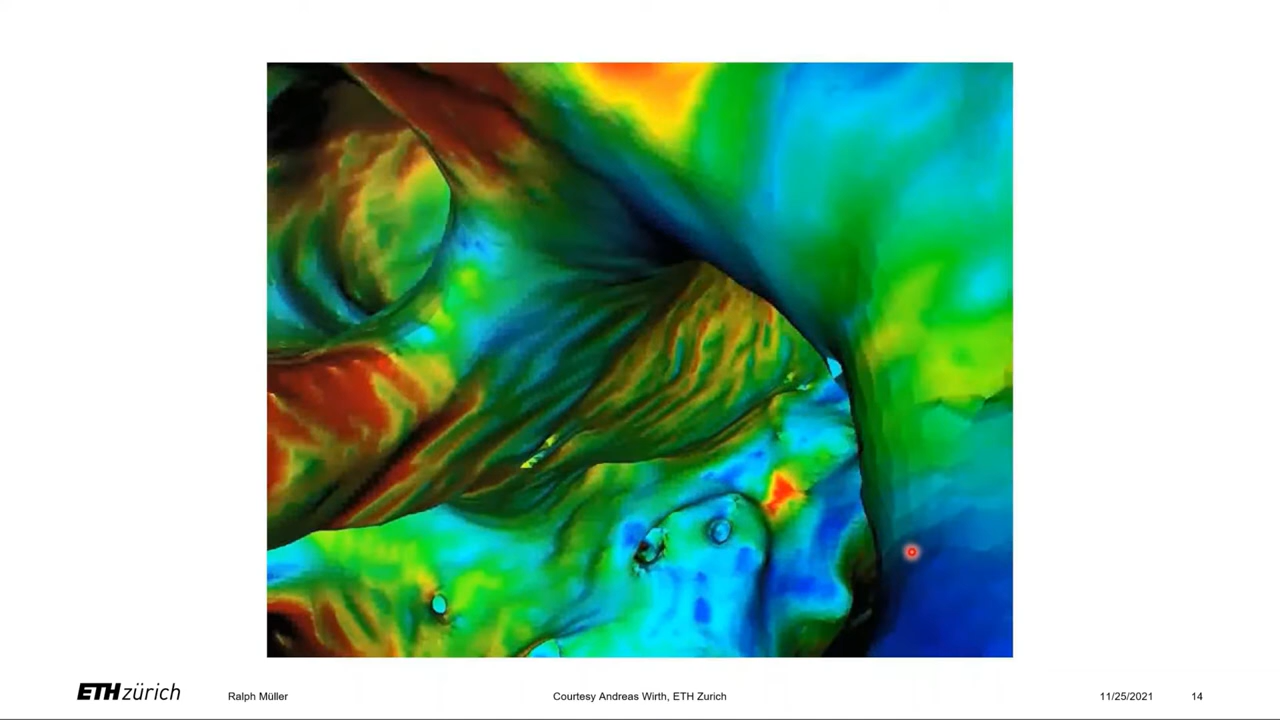 ETH zürich
Ralph Müller
Courtesy Andreas Wirth, ETH Zurich
11/25/2021
14